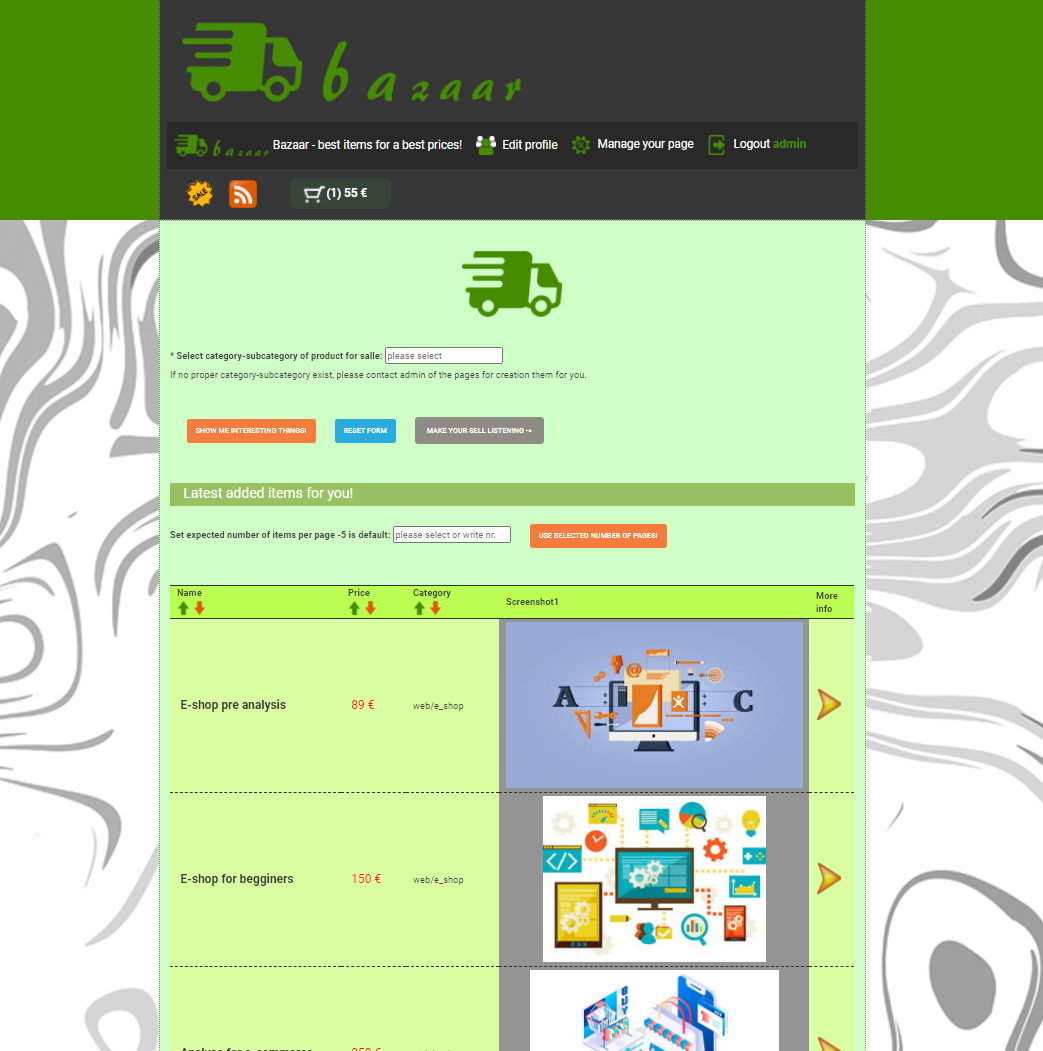 bazaar
bazaar Bazaar - best items for a best prices! Edit profile Manage your page Logout admin
SALE (1) 55 €
* Select category-subcategory of product for salle: please select
If no proper category-subcategory exist, please contact admin of the pages for creation them for you.
SHOW ME INTERESTING THINGS! RESET FORM MAKE YOUR SELL LISTENING ->
Latest added items for you!
Set expected number of items per page -5 is default: please select or write nr. USE SELECTED NUMBER OF PAGES!
Name Price Category Screenshot1 More
info
E-shop pre analysis 89 € web/e_shop A C
E-shop for begginers 150 € web/e_shop
BUY